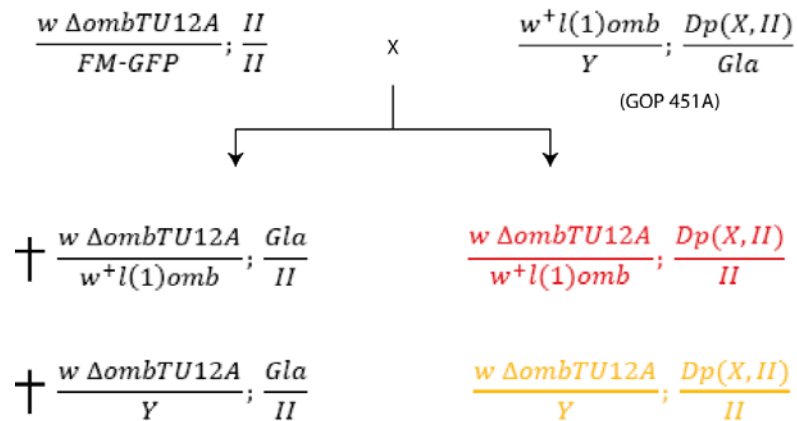 w ΔombTU12A / FM-GFP ; II / II x w⁺l(1)omb / Y ; Dp(X,II) / Gla
(GOP 451A)
† w ΔombTU12A / w⁺l(1)omb ; Gla / II w ΔombTU12A / w⁺l(1)omb ; Dp(X,II) / II
† w ΔombTU12A / Y ; Gla / II w ΔombTU12A / Y ; Dp(X,II) / II